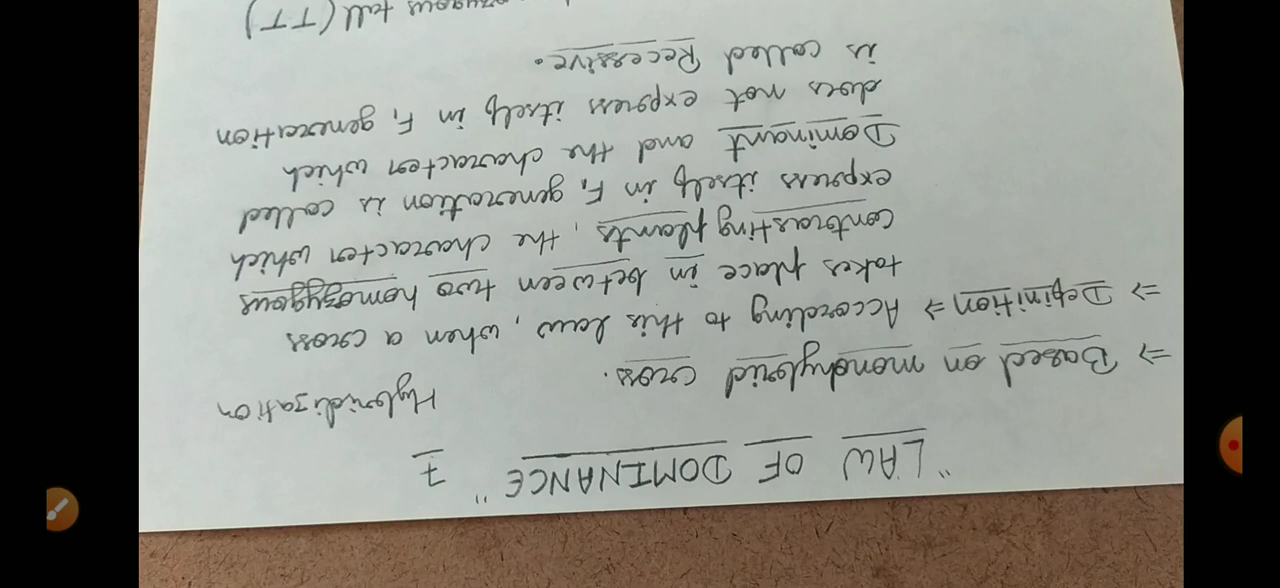 "LAW OF DOMINANCE" 7
Hybridization
⇒ Based on monohybrid cross.
⇒ Definition ⇒ According to this law, when a cross
takes place in between two homozygous
contrasting plants, the character which
express itself in F₁ generation is called
Dominant and the character which
does not express itself in F₁ generation
is called Recessive.
tall (TT)